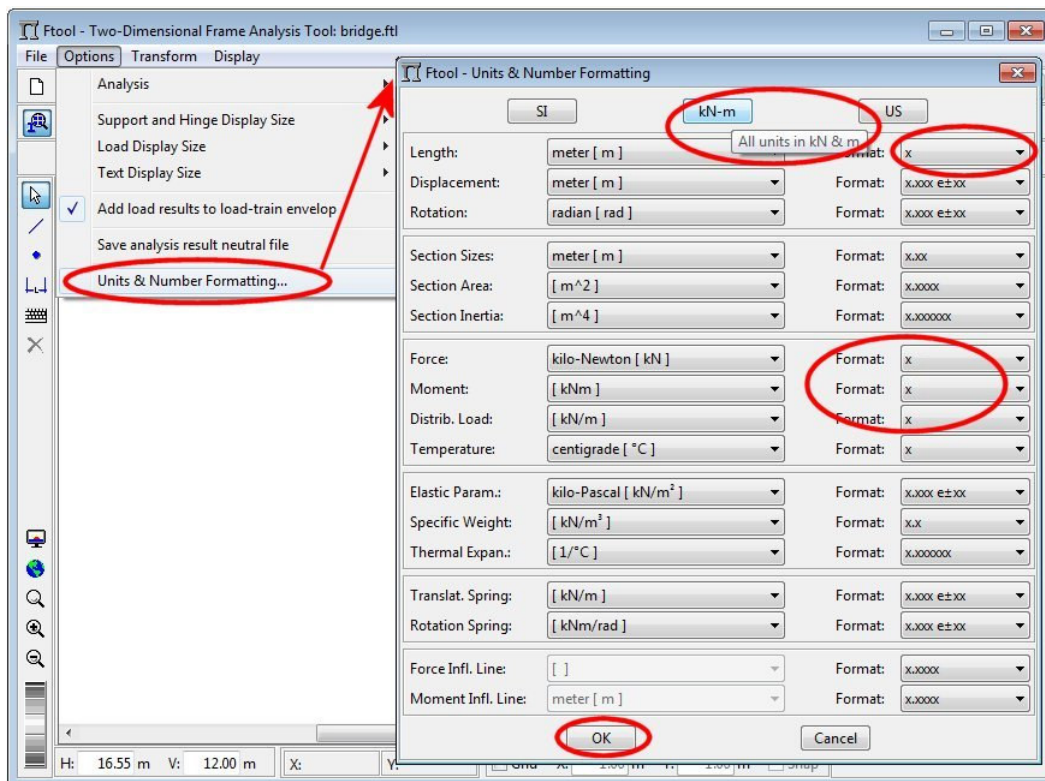 Ftool - Two-Dimensional Frame Analysis Tool: bridge.ftl
File Options Transform Display
Analysis
Support and Hinge Display Size
Load Display Size
Text Display Size
Add load results to load-train envelop
Save analysis result neutral file
Units & Number Formatting...
Ftool - Units & Number Formatting
SI kN-m US
All units in kN & m
Length: meter [ m ] Format: x
Displacement: meter [ m ] Format: x.xxx e±xx
Rotation: radian [ rad ] Format: x.xxx e±xx
Section Sizes: meter [ m ] Format: x.xx
Section Area: [ m^2 ] Format: x.xxxx
Section Inertia: [ m^4 ] Format: x.xxxxxx
Force: kilo-Newton [ kN ] Format: x
Moment: [ kNm ] Format: x
Distrib. Load: [ kN/m ] Format: x
Temperature: centigrade [ °C ] Format: x
Elastic Param.: kilo-Pascal [ kN/m² ] Format: x.xxx e±xx
Specific Weight: [ kN/m³ ] Format: x.x
Thermal Expan.: [ 1/°C ] Format: x.xxxxxx
Translat. Spring: [ kN/m ] Format: x.xxx e±xx
Rotation Spring: [ kNm/rad ] Format: x.xxx e±xx
Force Infl. Line: [ ] Format: x.xxxx
Moment Infl. Line: meter [ m ] Format: x.xxxx
OK Cancel
H: 16.55 m V: 12.00 m X: Y: